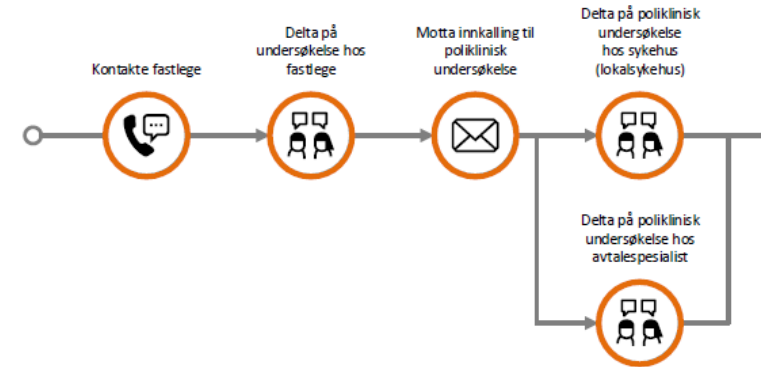 Kontakte fastlege
Delta på
undersøkelse hos
fastlege
Motta innkalling til
poliklinisk
undersøkelse
Delta på poliklinisk
undersøkelse
hos sykehus
(lokalsykehus)
Delta på poliklinisk
undersøkelse hos
avtalespesialist